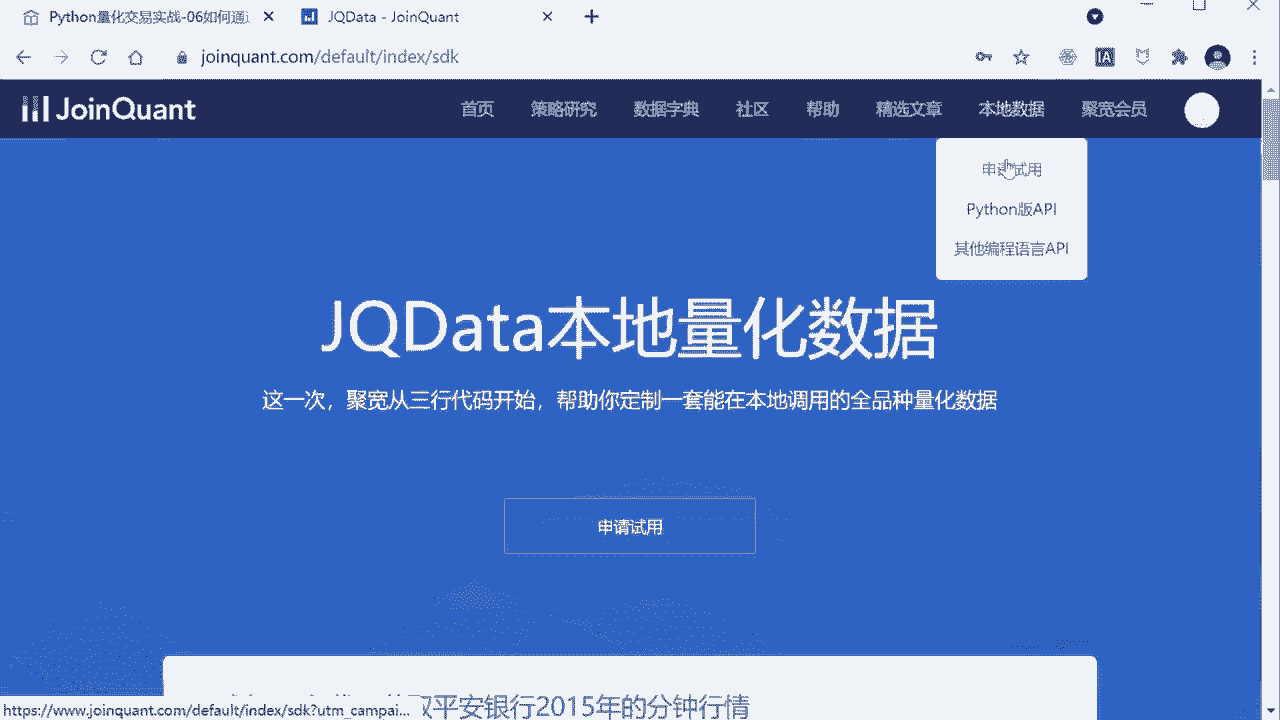 Python量化交易实战-06如何通
JQData - JoinQuant
joinquant.com/default/index/sdk
JoinQuant
首页
策略研究
数据字典
社区
帮助
精选文章
本地数据
聚宽会员
申请试用
Python版API
其他编程语言API
JQData本地量化数据
这一次，聚宽从三行代码开始，帮助你定制一套能在本地调用的全品种量化数据
申请试用
平安银行2015年的分钟行情
http://www.joinquant.com/default/index/sdk?utm_campai...